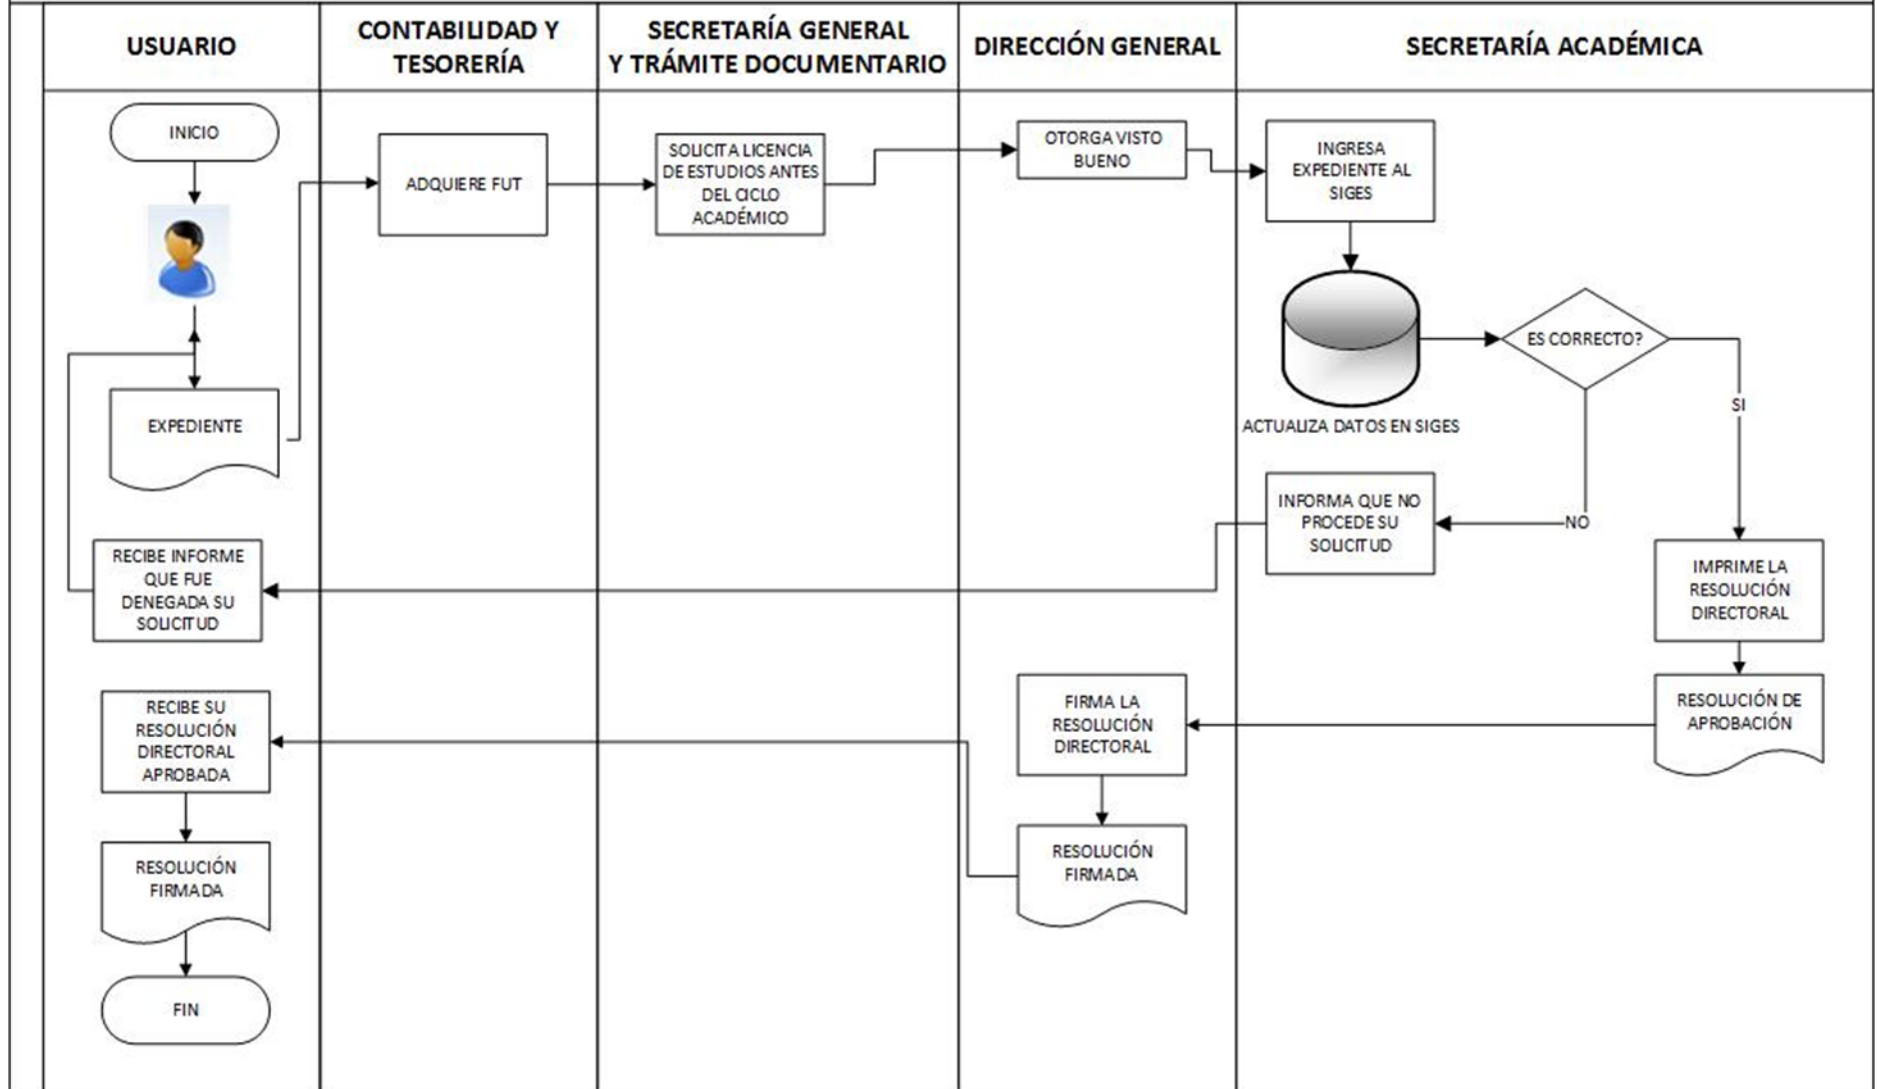 USUARIO
CONTABILIDAD Y
TESORERÍA
SECRETARÍA GENERAL
Y TRÁMITE DOCUMENTARIO
DIRECCIÓN GENERAL
SECRETARÍA ACADÉMICA
INICIO
ADQUIERE FUT
SOLICITA LICENCIA
DE ESTUDIOS ANTES
DEL CICLO
ACADÉMICO
OTORGA VISTO
BUENO
INGRESA
EXPEDIENTE AL
SIGES
ES CORRECTO?
SI
ACTUALIZA DATOS EN SIGES
EXPEDIENTE
INFORMA QUE NO
PROCEDE SU
SOLICITUD
NO
RECIBE INFORME
QUE FUE
DENEGADA SU
SOLICITUD
IMPRIME LA
RESOLUCIÓN
DIRECTORAL
RECIBE SU
RESOLUCIÓN
DIRECTORAL
APROBADA
FIRMA LA
RESOLUCIÓN
DIRECTORAL
RESOLUCIÓN DE
APROBACIÓN
RESOLUCIÓN
FIRMADA
RESOLUCIÓN
FIRMADA
FIN